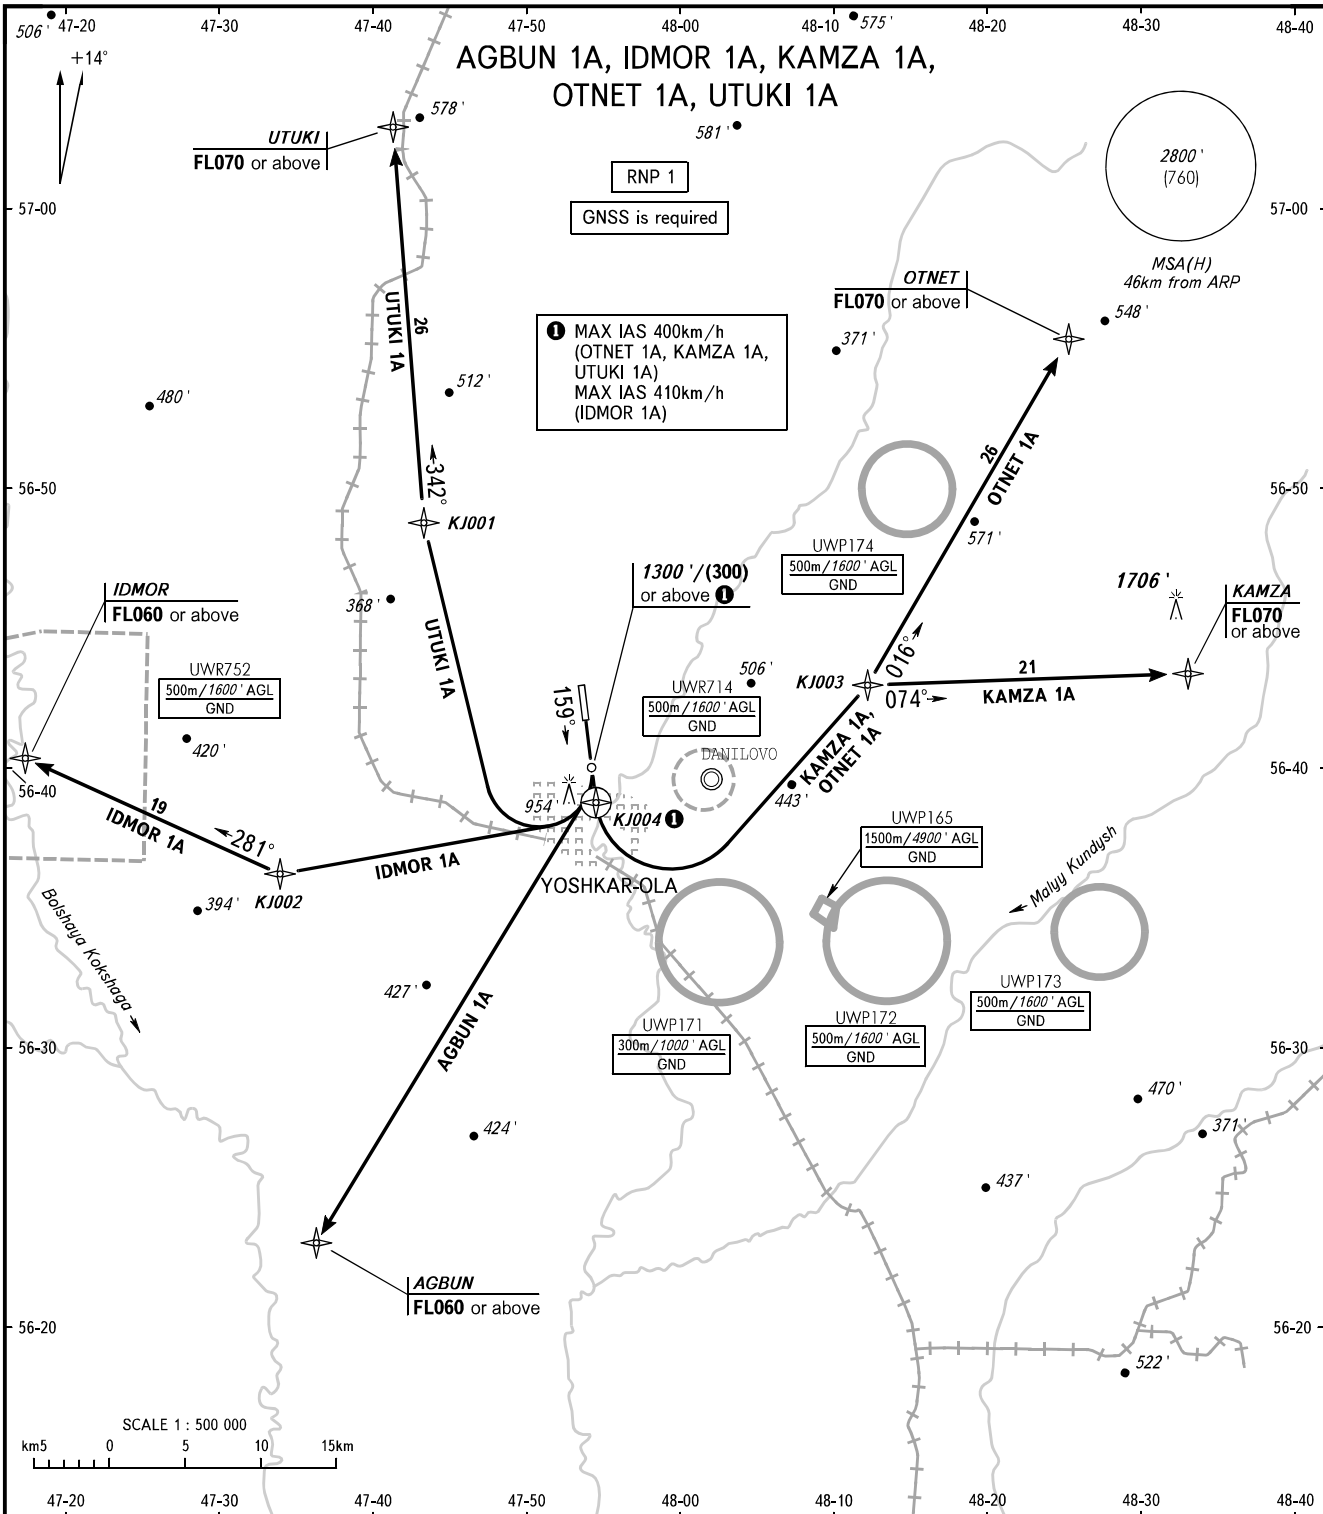 47-20 47-30 47-40 47-50 48-00 48-10 48-20 48-30 48-40
506'
575'
+14°
AGBUN 1A, IDMOR 1A, KAMZA 1A,
OTNET 1A, UTUKI 1A
578'
581'
UTUKI
FL070 or above
RNP 1
GNSS is required
2800'
(760)
MSA(H)
46km from ARP
57-00
57-00
OTNET
FL070 or above
548'
371'
UTUKI 1A
26
1 MAX IAS 400km/h
(OTNET 1A, KAMZA 1A,
UTUKI 1A)
MAX IAS 410km/h
(IDMOR 1A)
480'
512'
26
OTNET 1A
342°
56-50
56-50
KJ001
571'
UWP174
500m/1600' AGL
GND
1300'/(300)
or above 1
1706'
KAMZA
FL070
or above
IDMOR
FL060 or above
368'
UTUKI 1A
016°
UWR752
500m/1600' AGL
GND
506'
UWR714
500m/1600' AGL
GND
KJ003
074°
21
KAMZA 1A
159°
KAMZA 1A,
OTNET 1A
420'
DANILOVO
56-40
56-40
443'
954'
KJ004 1
19
IDMOR 1A
281°
UWP165
1500m/4900' AGL
GND
IDMOR 1A
KJ002
YOSHKAR-OLA
Malyy Kundysh
394'
Bolshaya Kokshaga
427'
AGBUN 1A
UWP173
500m/1600' AGL
GND
UWP171
300m/1000' AGL
GND
UWP172
500m/1600' AGL
GND
56-30
56-30
470'
371'
424'
437'
AGBUN
FL060 or above
56-20
56-20
522'
SCALE 1 : 500 000
km5 0 5 10 15km
47-20 47-30 47-40 47-50 48-00 48-10 48-20 48-30 48-40